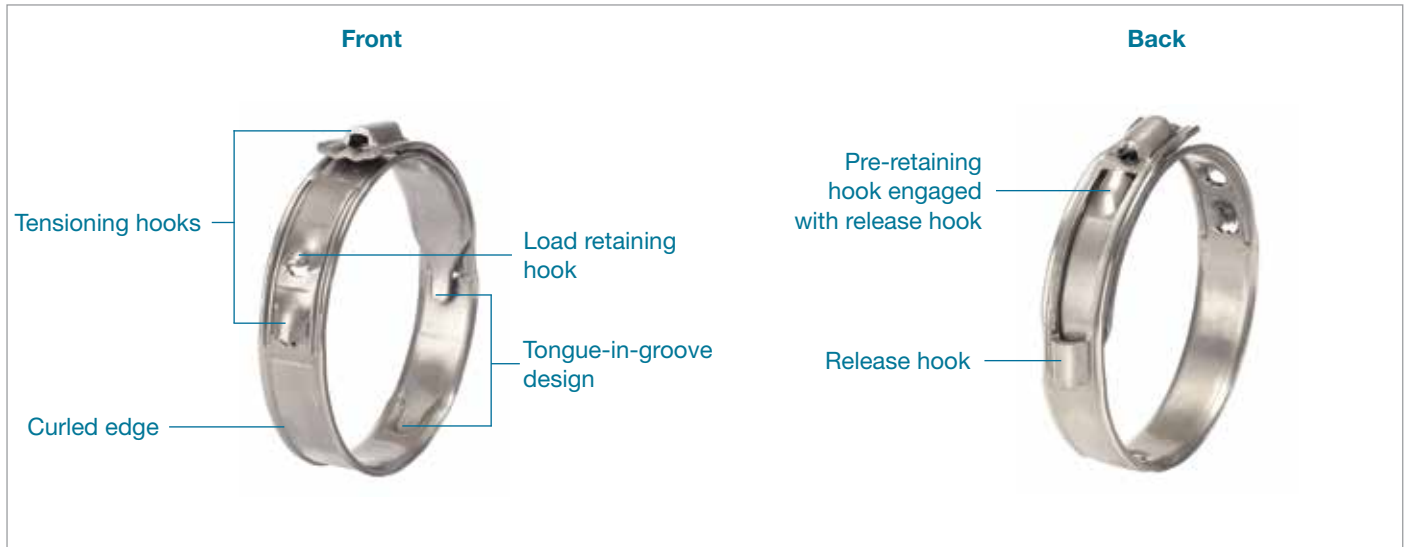 Front
Back
Tensioning hooks
Load retaining
hook
Tongue-in-groove
design
Curled edge
Pre-retaining
hook engaged
with release hook
Release hook